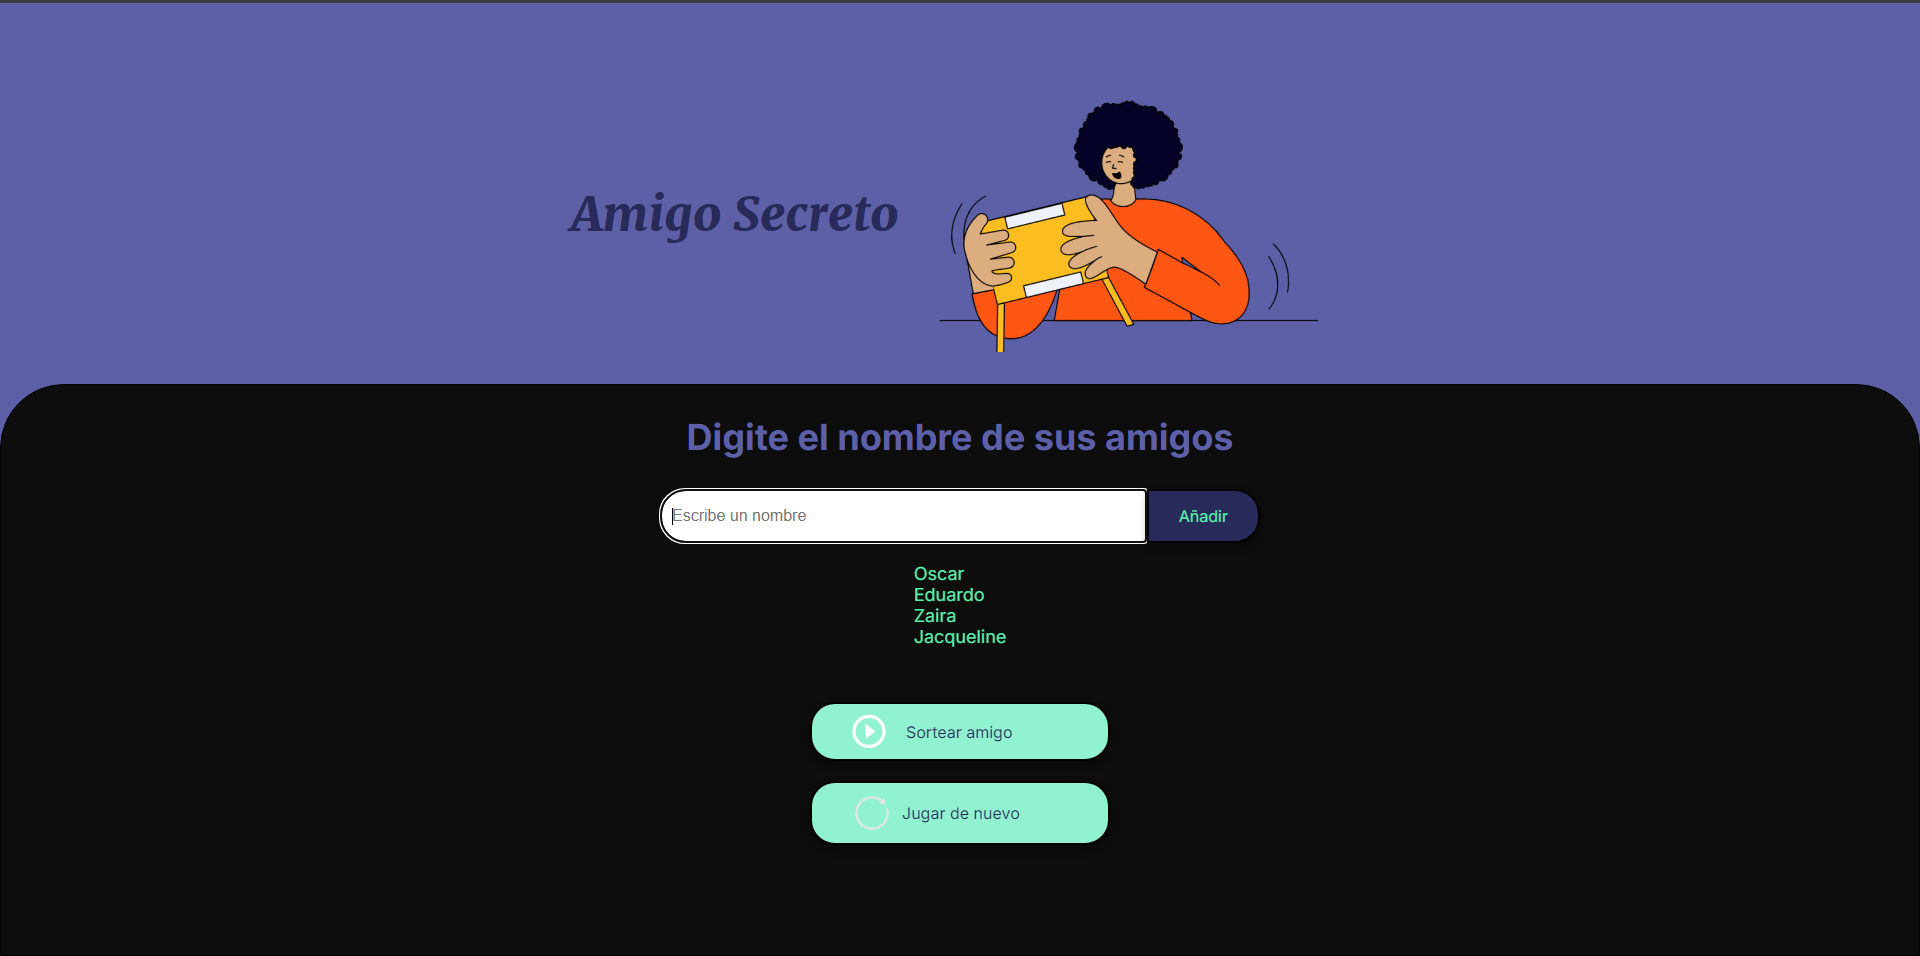 Amigo Secreto
Digite el nombre de sus amigos
Escribe un nombre
Añadir
Oscar
Eduardo
Zaira
Jacqueline
Sortear amigo
Jugar de nuevo